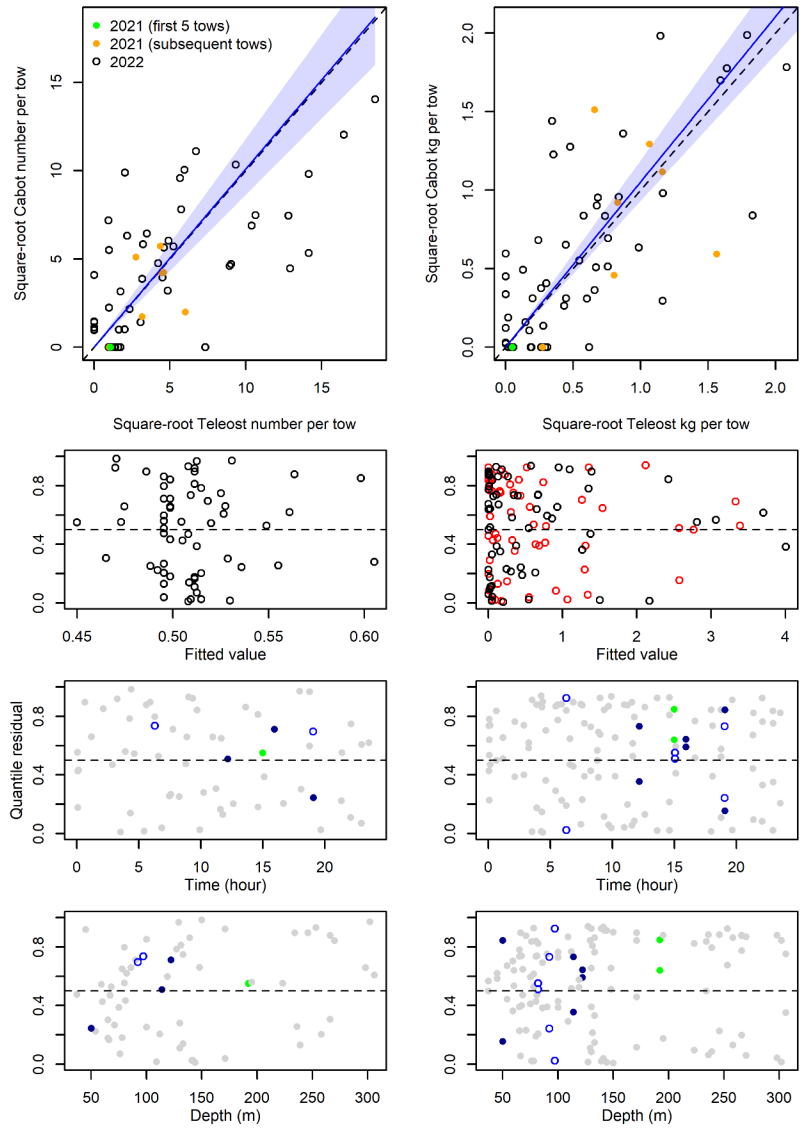 2021 (first 5 tows)
2021 (subsequent tows)
2022
Square-root Cabot number per tow
0 5 10 15
0 5 10 15
Square-root Teleost number per tow
Square-root Cabot kg per tow
0.0 0.5 1.0 1.5 2.0
0.0 0.5 1.0 1.5 2.0
Square-root Teleost kg per tow
0.0 0.4 0.8
0.45 0.50 0.55 0.60
Fitted value
0.0 0.4 0.8
0 1 2 3 4
Fitted value
Quantile residual
0.0 0.4 0.8
0 5 10 15 20
Time (hour)
0.0 0.4 0.8
0 5 10 15 20
Time (hour)
0.0 0.4 0.8
50 100 150 200 250 300
Depth (m)
0.0 0.4 0.8
50 100 150 200 250 300
Depth (m)